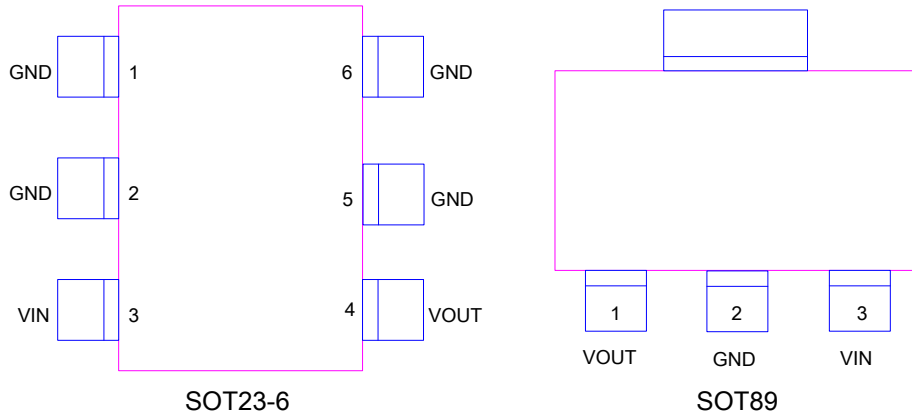 GND 1 6 GND
GND 2 5 GND
VIN 3 4 VOUT
SOT23-6
1 2 3
VOUT GND VIN
SOT89